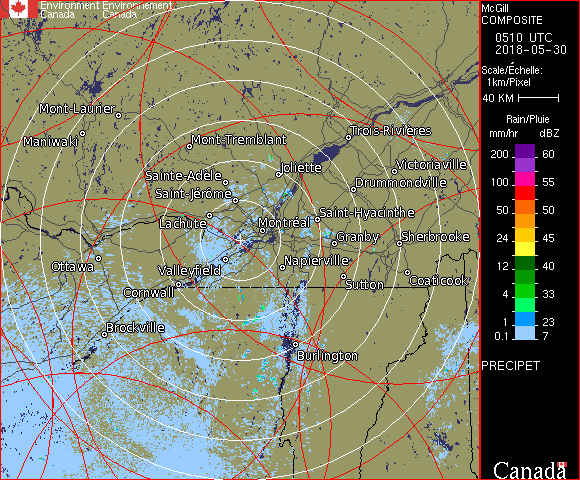 Environment Environnement
Canada Canada
McGill
COMPOSITE
0510 UTC
2018-05-30
Scale/Échelle:
1km/Pixel
40 KM
Rain/Pluie
mm/hr dBZ
200 60
100 55
50 50
24 45
12 40
4 33
1 23
0.1 7
PRECIPET
Canada
Mont-Laurier
Maniwaki
Mont-Tremblant
Trois-Rivières
Joliette
Victoriaville
Sainte-Adèle
Drummondville
Saint-Jérôme
Saint-Hyacinthe
Lachute
Montréal
Granby
Sherbrooke
Ottawa
Valleyfield
Napierville
Cornwall
Sutton
Coaticook
Brockville
Burlington